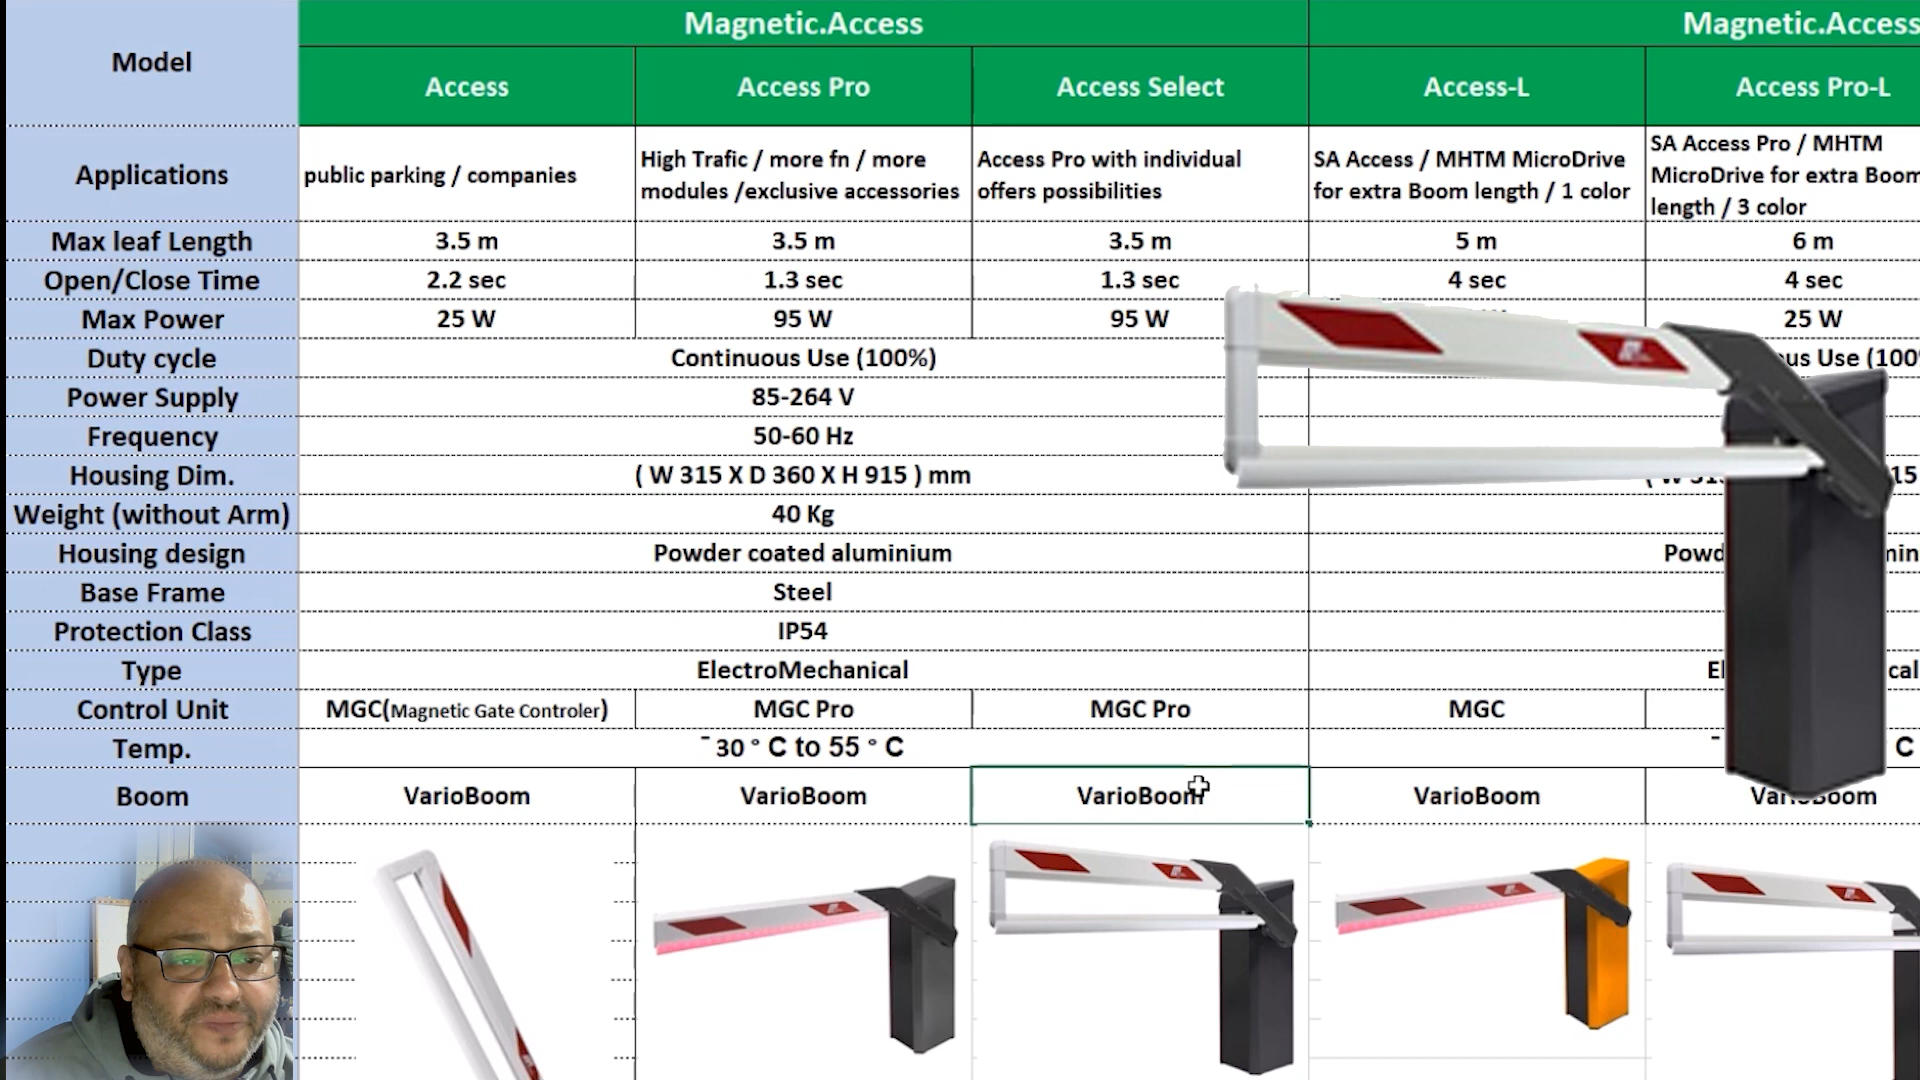 Model
Magnetic.Access
Magnetic.Access
Access
Access Pro
Access Select
Access-L
Access Pro-L
Applications
public parking / companies
High Trafic / more fn / more
modules /exclusive accessories
Access Pro with individual
offers possibilities
SA Access / MHTM MicroDrive
for extra Boom length / 1 color
SA Access Pro / MHTM
MicroDrive for extra Boom
length / 3 color
Max leaf Length
3.5 m
3.5 m
3.5 m
5 m
6 m
Open/Close Time
2.2 sec
1.3 sec
1.3 sec
4 sec
4 sec
Max Power
25 W
95 W
95 W
25 W
Duty cycle
Continuous Use (100%)
Use (100
Power Supply
85-264 V
Frequency
50-60 Hz
Housing Dim.
( W 315 X D 360 X H 915 ) mm
Weight (without Arm)
40 Kg
Housing design
Powder coated aluminium
Base Frame
Steel
Protection Class
IP54
Type
ElectroMechanical
Control Unit
MGC(Magnetic Gate Controler)
MGC Pro
MGC Pro
MGC
Temp.
-30 ° C to 55 ° C
C
Boom
VarioBoom
VarioBoom
VarioBoom
VarioBoom
VarioBoom